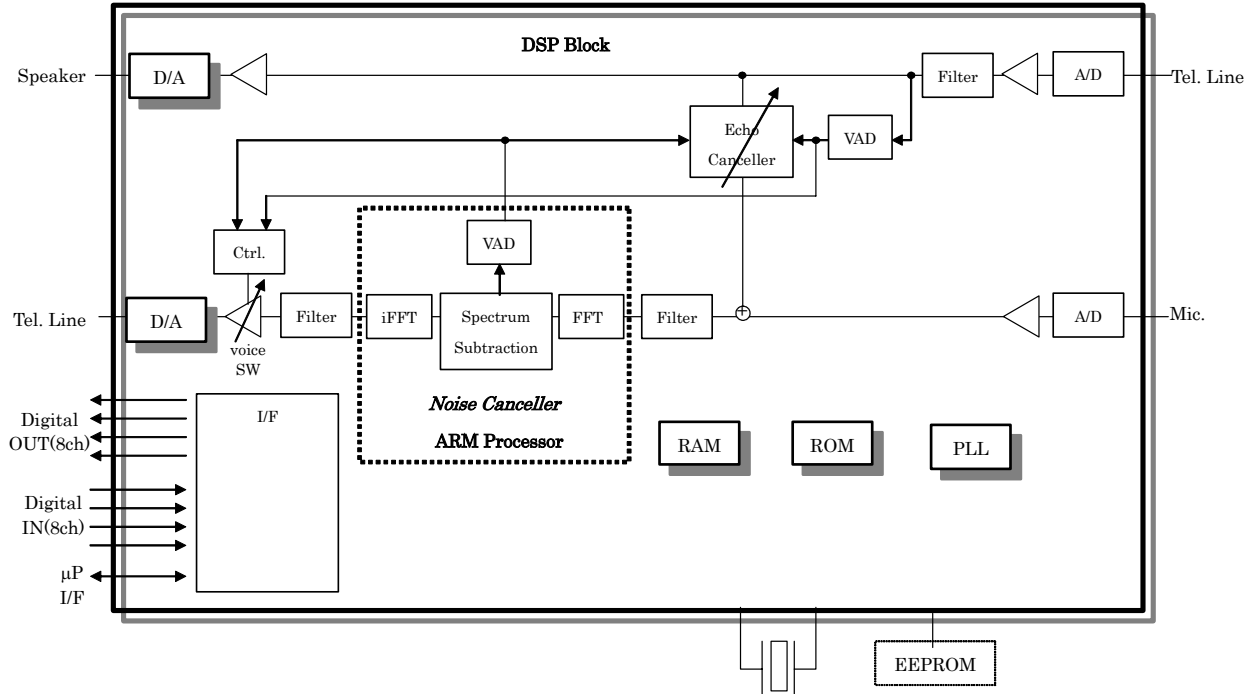 DSP Block
Speaker
D/A
Filter
A/D
Tel. Line
Echo
Canceller
VAD
Ctrl.
VAD
Tel. Line
D/A
voice
SW
Filter
iFFT
Spectrum
Subtraction
FFT
Filter
+
A/D
Mic.
Noise Canceller
ARM Processor
Digital
OUT(8ch)
I/F
RAM
ROM
PLL
Digital
IN(8ch)
μP
I/F
EEPROM